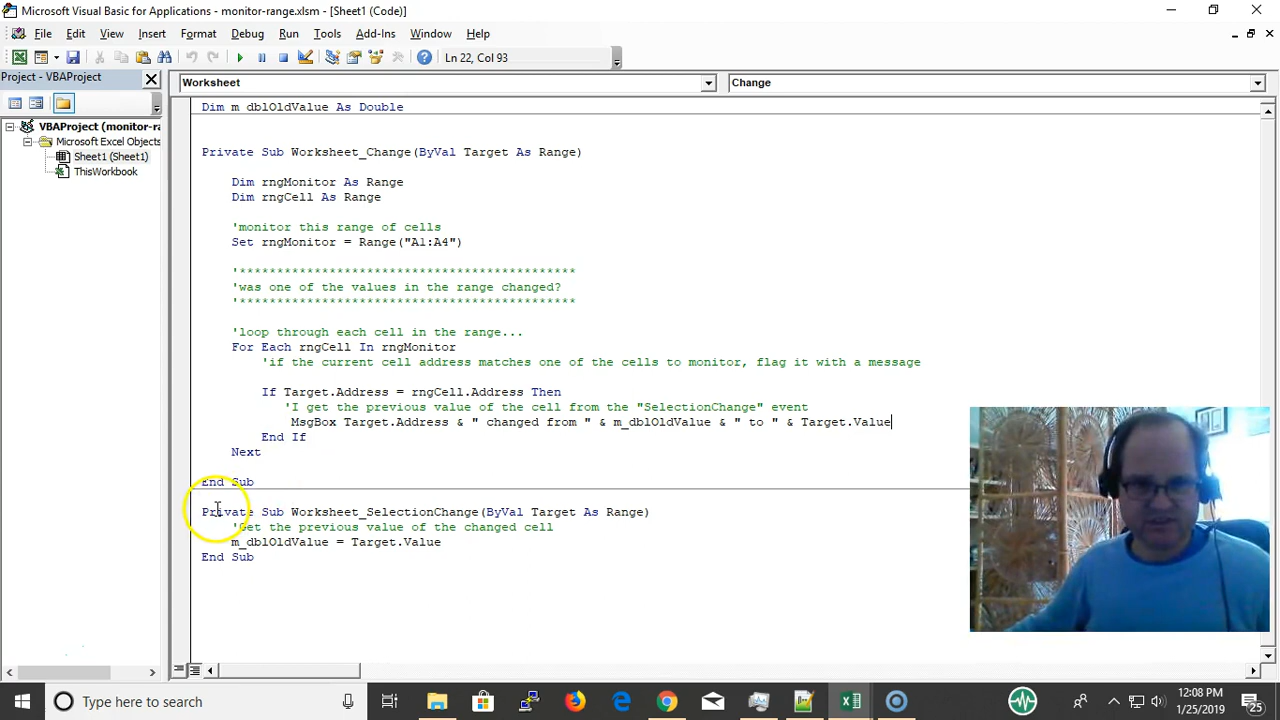 Microsoft Visual Basic for Applications - monitor-range.xlsm - [Sheet1 (Code)]
File Edit View Insert Format Debug Run Tools Add-Ins Window Help
Ln 22, Col 93
Project - VBAProject
Worksheet
Change
VBAProject (monitor-ra
Microsoft Excel Objects
Sheet1 (Sheet1)
ThisWorkbook
Dim m_dblOldValue As Double
Private Sub Worksheet_Change(ByVal Target As Range)
Dim rngMonitor As Range
Dim rngCell As Range
'monitor this range of cells
Set rngMonitor = Range("A1:A4")
'*********************************************
'was one of the values in the range changed?
'*********************************************
'loop through each cell in the range...
For Each rngCell In rngMonitor
'if the current cell address matches one of the cells to monitor, flag it with a message
If Target.Address = rngCell.Address Then
'I get the previous value of the cell from the "SelectionChange" event
MsgBox Target.Address & " changed from " & m_dblOldValue & " to " & Target.Value
End If
Next
End Sub
Private Sub Worksheet_SelectionChange(ByVal Target As Range)
'Get the previous value of the changed cell
m_dblOldValue = Target.Value
End Sub
Type here to search
12:08 PM
1/25/2019
25